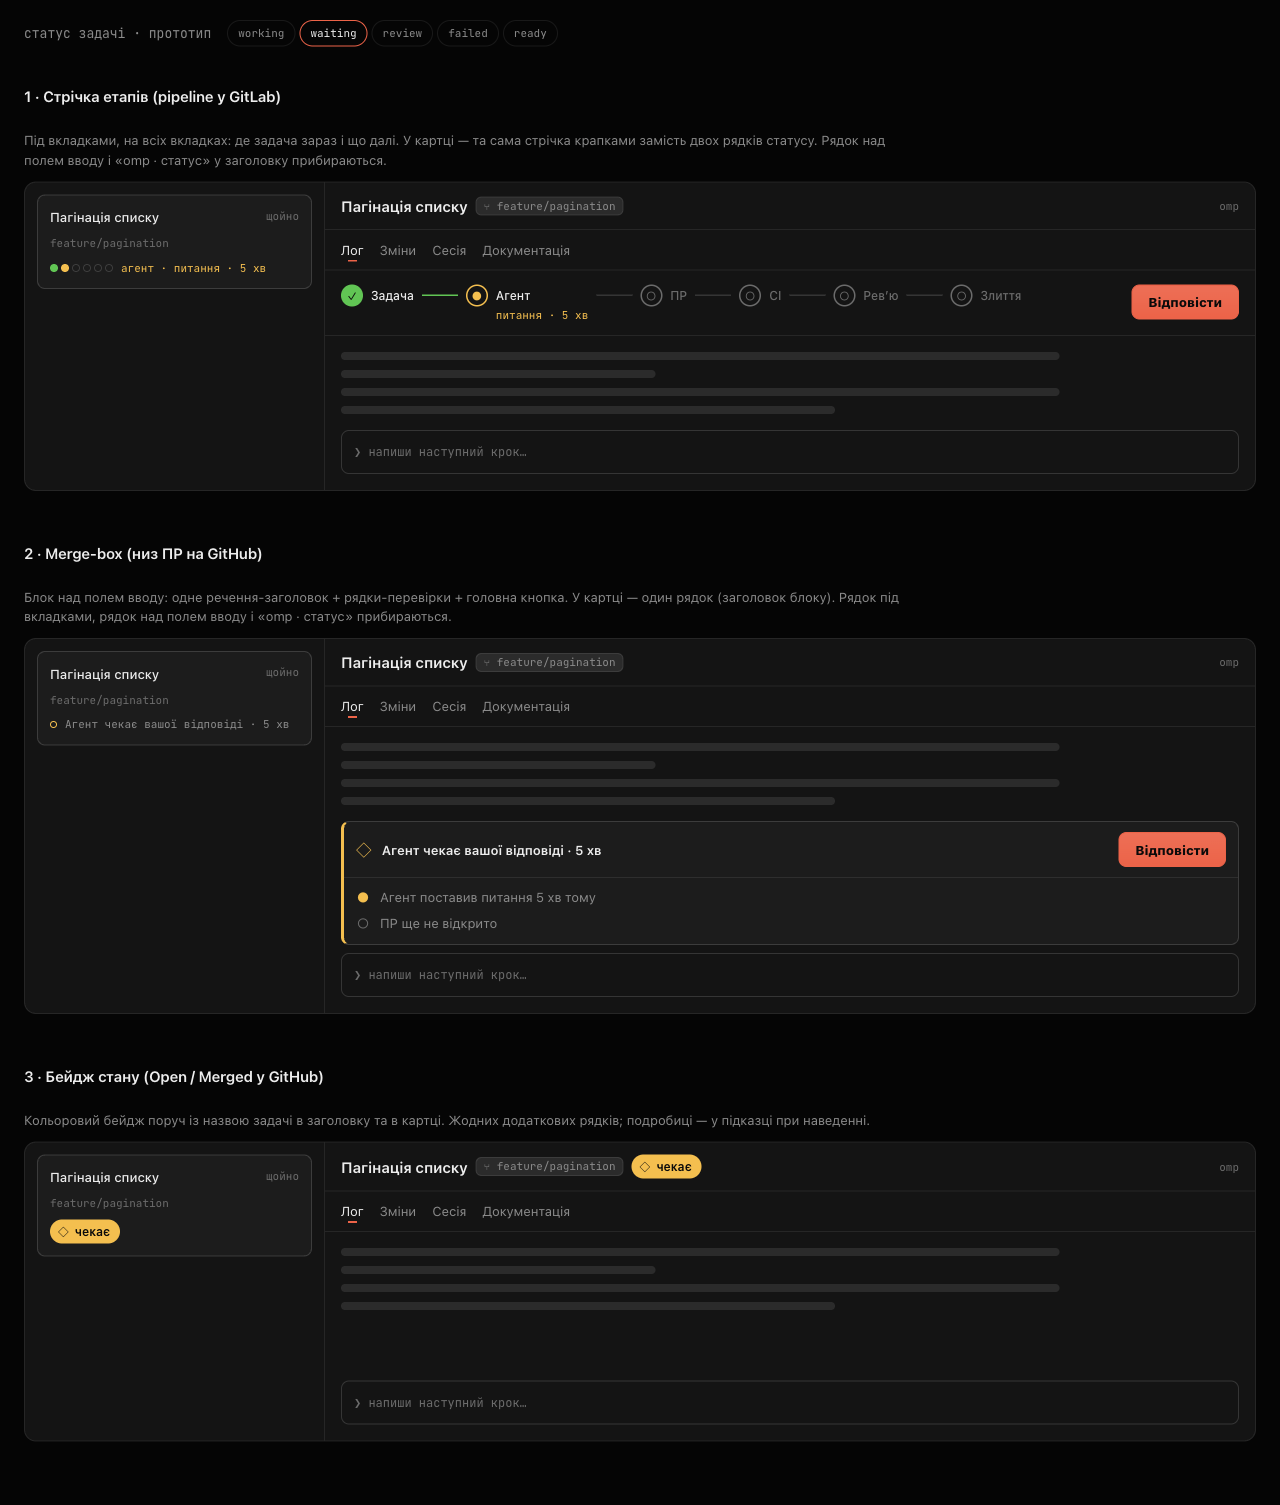 статус задачі · прототип working waiting review failed ready
1 · Стрічка етапів (pipeline у GitLab)
Під вкладками, на всіх вкладках: де задача зараз і що далі. У картці — та сама стрічка крапками замість двох рядків статусу. Рядок над
полем вводу і «omp · статус» у заголовку прибираються.
Пагінація списку щойно
feature/pagination
агент · питання · 5 хв
Пагінація списку feature/pagination omp
Лог Зміни Сесія Документація
Задача Агент ПР CI Рев’ю Злиття Відповісти
питання · 5 хв
❯ напиши наступний крок…
2 · Merge-box (низ ПР на GitHub)
Блок над полем вводу: одне речення-заголовок + рядки-перевірки + головна кнопка. У картці — один рядок (заголовок блоку). Рядок під
вкладками, рядок над полем вводу і «omp · статус» прибираються.
Пагінація списку щойно
feature/pagination
Агент чекає вашої відповіді · 5 хв
Пагінація списку feature/pagination omp
Лог Зміни Сесія Документація
Агент чекає вашої відповіді · 5 хв Відповісти
Агент поставив питання 5 хв тому
ПР ще не відкрито
❯ напиши наступний крок…
3 · Бейдж стану (Open / Merged у GitHub)
Кольоровий бейдж поруч із назвою задачі в заголовку та в картці. Жодних додаткових рядків; подробиці — у підказці при наведенні.
Пагінація списку щойно
feature/pagination
чекає
Пагінація списку feature/pagination чекає omp
Лог Зміни Сесія Документація
❯ напиши наступний крок…